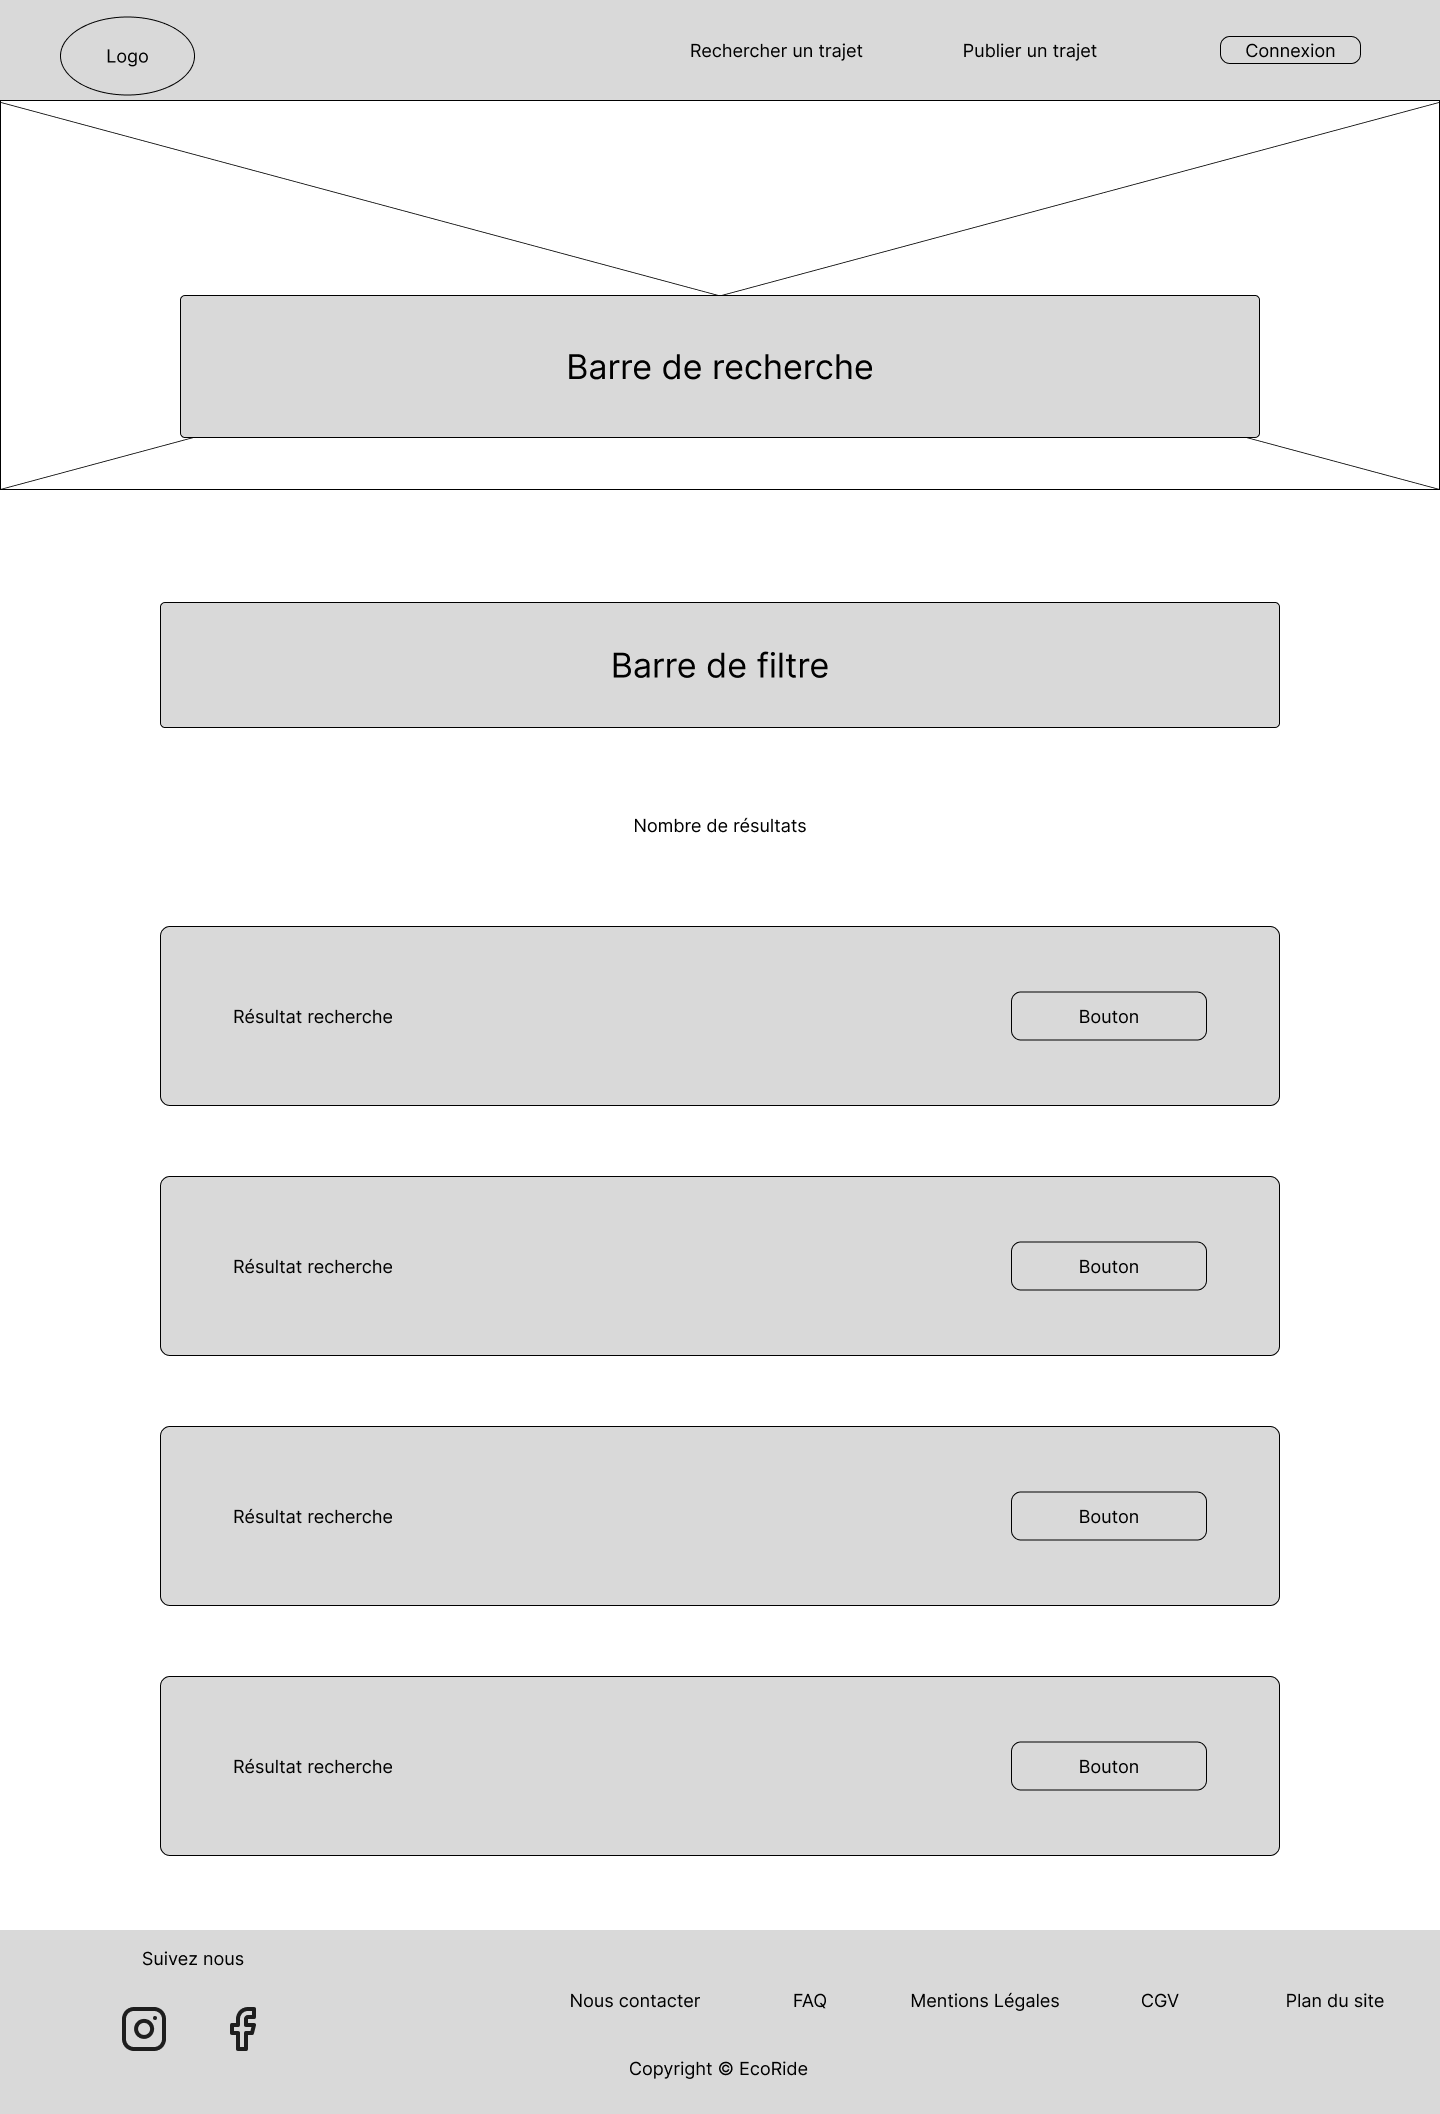 Logo
Rechercher un trajet
Publier un trajet
Connexion
Barre de recherche
Barre de filtre
Nombre de résultats
Résultat recherche
Bouton
Résultat recherche
Bouton
Résultat recherche
Bouton
Résultat recherche
Bouton
Suivez nous
Nous contacter
FAQ
Mentions Légales
CGV
Plan du site
Copyright © EcoRide